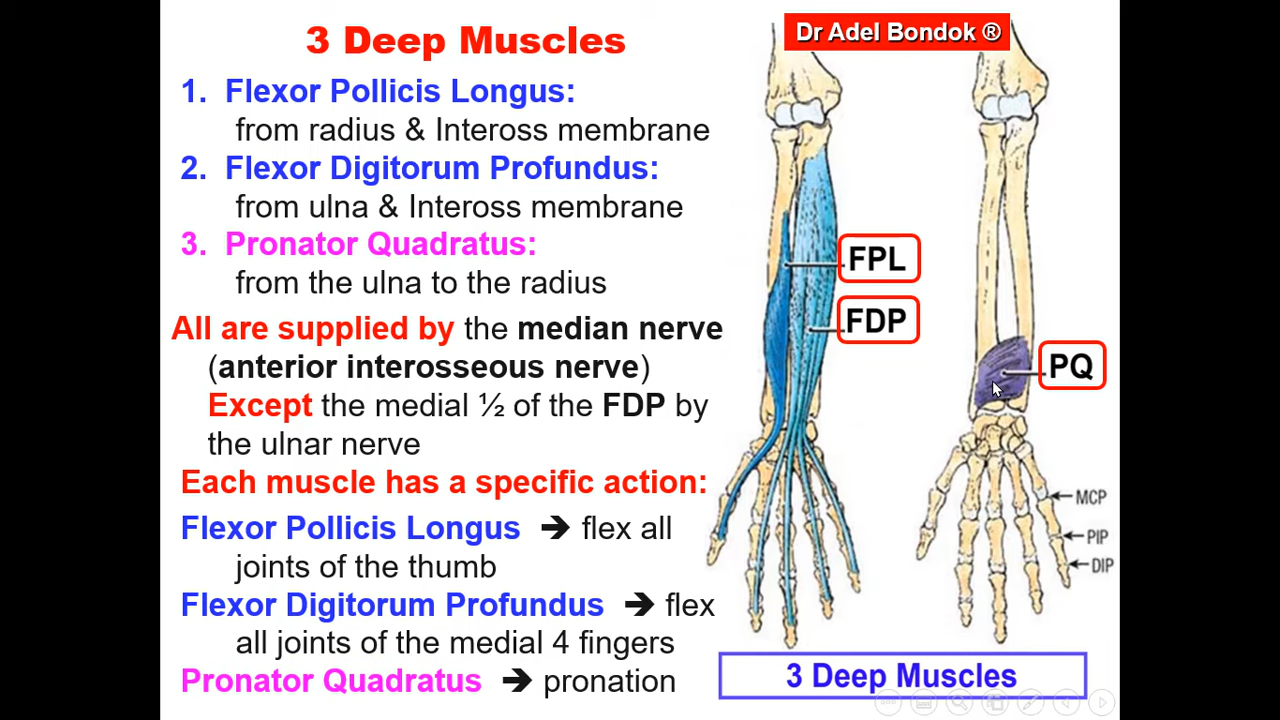 3 Deep Muscles
Dr Adel Bondok ®
1. Flexor Pollicis Longus:
from radius & Inteross membrane
2. Flexor Digitorum Profundus:
from ulna & Inteross membrane
3. Pronator Quadratus:
from the ulna to the radius
All are supplied by the median nerve
(anterior interosseous nerve)
Except the medial ½ of the FDP by
the ulnar nerve
Each muscle has a specific action:
Flexor Pollicis Longus ➔ flex all
joints of the thumb
Flexor Digitorum Profundus ➔ flex
all joints of the medial 4 fingers
Pronator Quadratus ➔ pronation
FPL
FDP
PQ
MCP
PIP
DIP
3 Deep Muscles